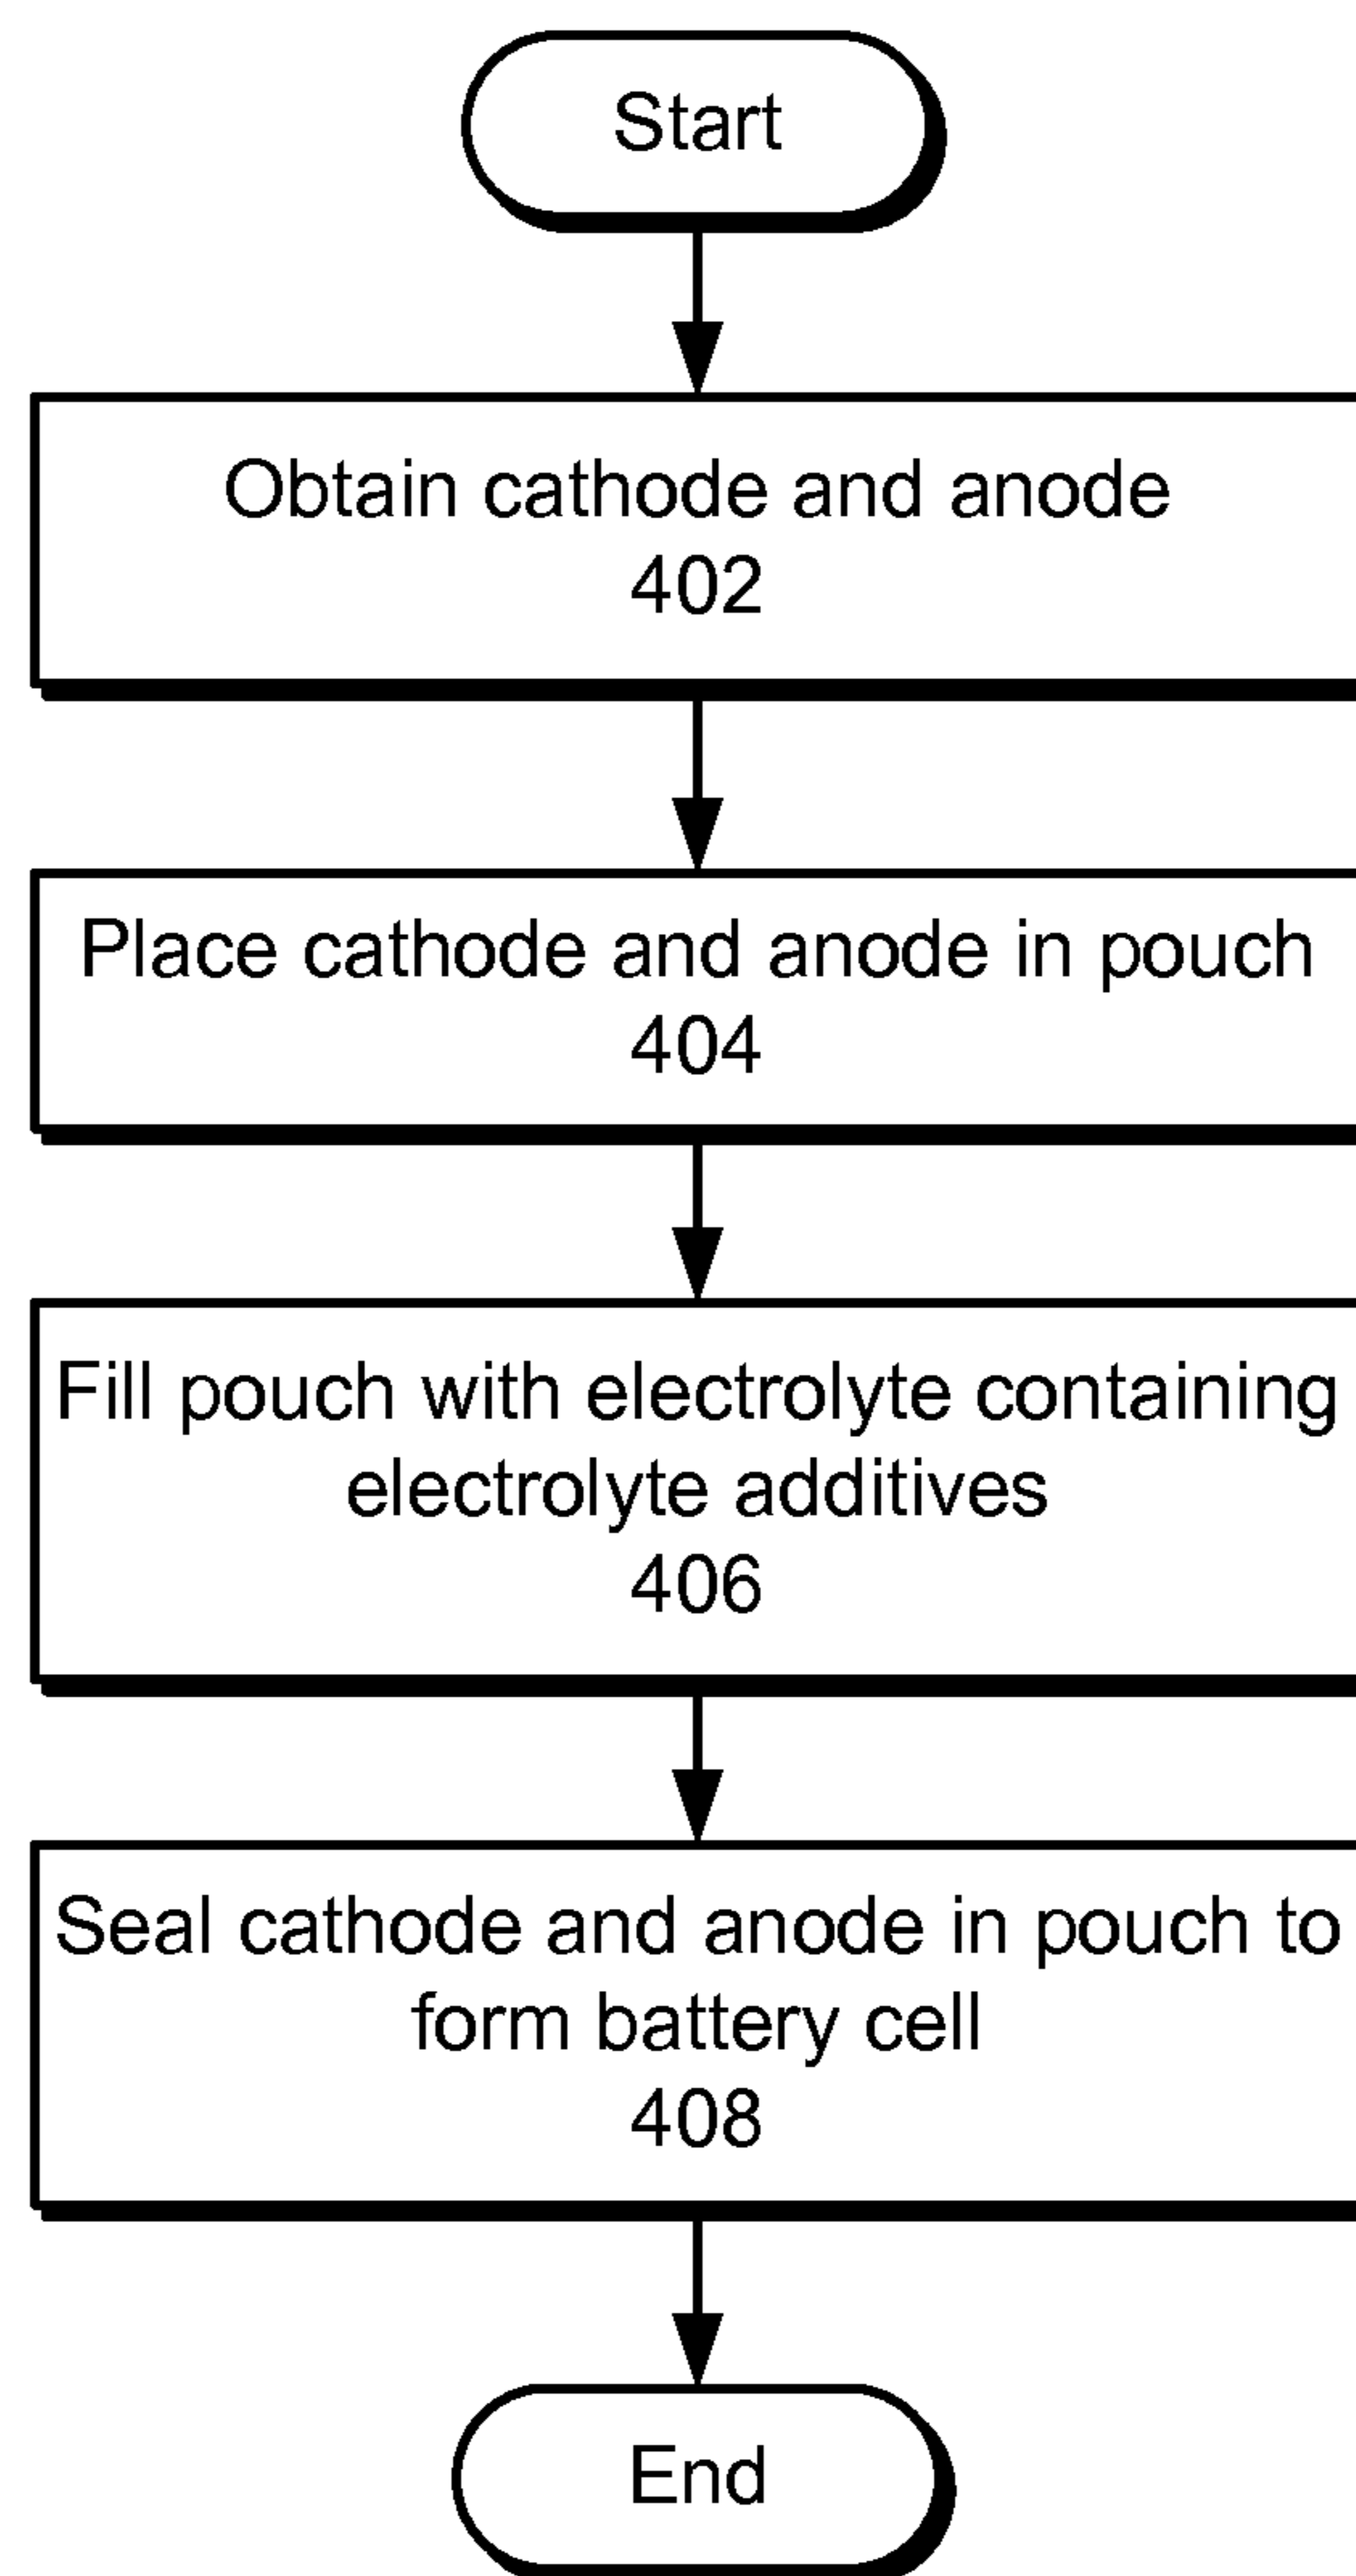 Start
Obtain cathode and anode
402
Place cathode and anode in pouch
404
Fill pouch with electrolyte containing
electrolyte additives
406
Seal cathode and anode in pouch to
form battery cell
408
End